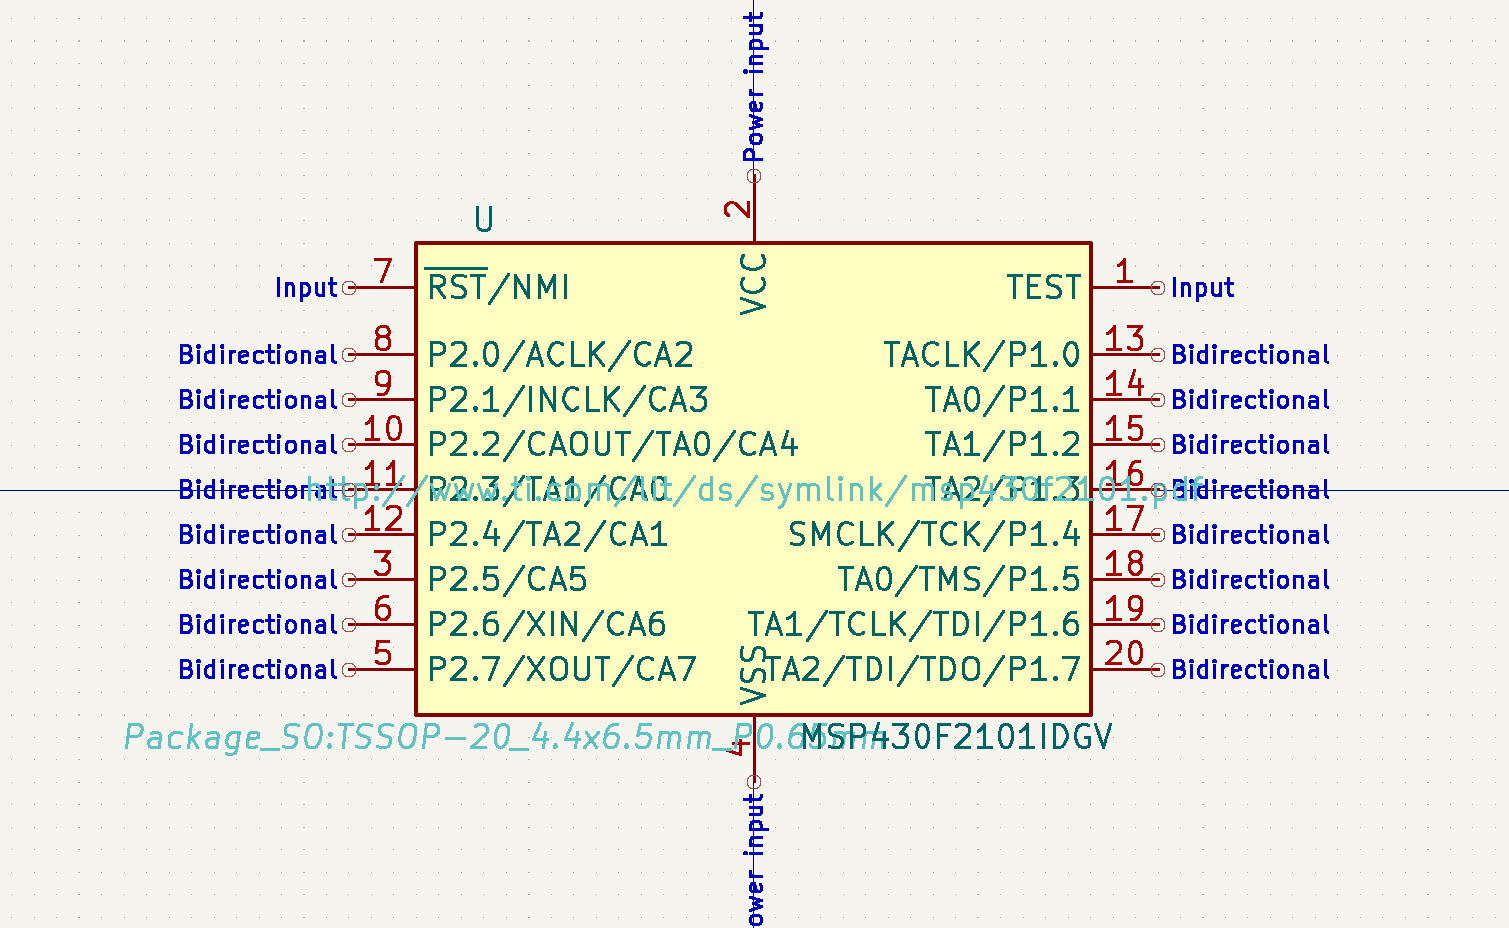 Power input
2
U
VCC
Input 7 RST/NMI TEST 1 Input
Bidirectional 8 P2.0/ACLK/CA2 TACLK/P1.0 13 Bidirectional
Bidirectional 9 P2.1/INCLK/CA3 TA0/P1.1 14 Bidirectional
Bidirectional 10 P2.2/CAOUT/TA0/CA4 TA1/P1.2 15 Bidirectional
Bidirectional 11 P2.3/TA1/CA0 TA2/P1.3 16 Bidirectional
http://www.ti.com/lit/ds/symlink/msp430f2101.pdf
Bidirectional 12 P2.4/TA2/CA1 SMCLK/TCK/P1.4 17 Bidirectional
Bidirectional 3 P2.5/CA5 TA0/TMS/P1.5 18 Bidirectional
Bidirectional 6 P2.6/XIN/CA6 TA1/TCLK/TDI/P1.6 19 Bidirectional
Bidirectional 5 P2.7/XOUT/CA7 TA2/TDI/TDO/P1.7 20 Bidirectional
VSS
Package_SO:TSSOP-20_4.4x6.5mm_P0.65mm
MSP430F2101IDGV
4
ower input